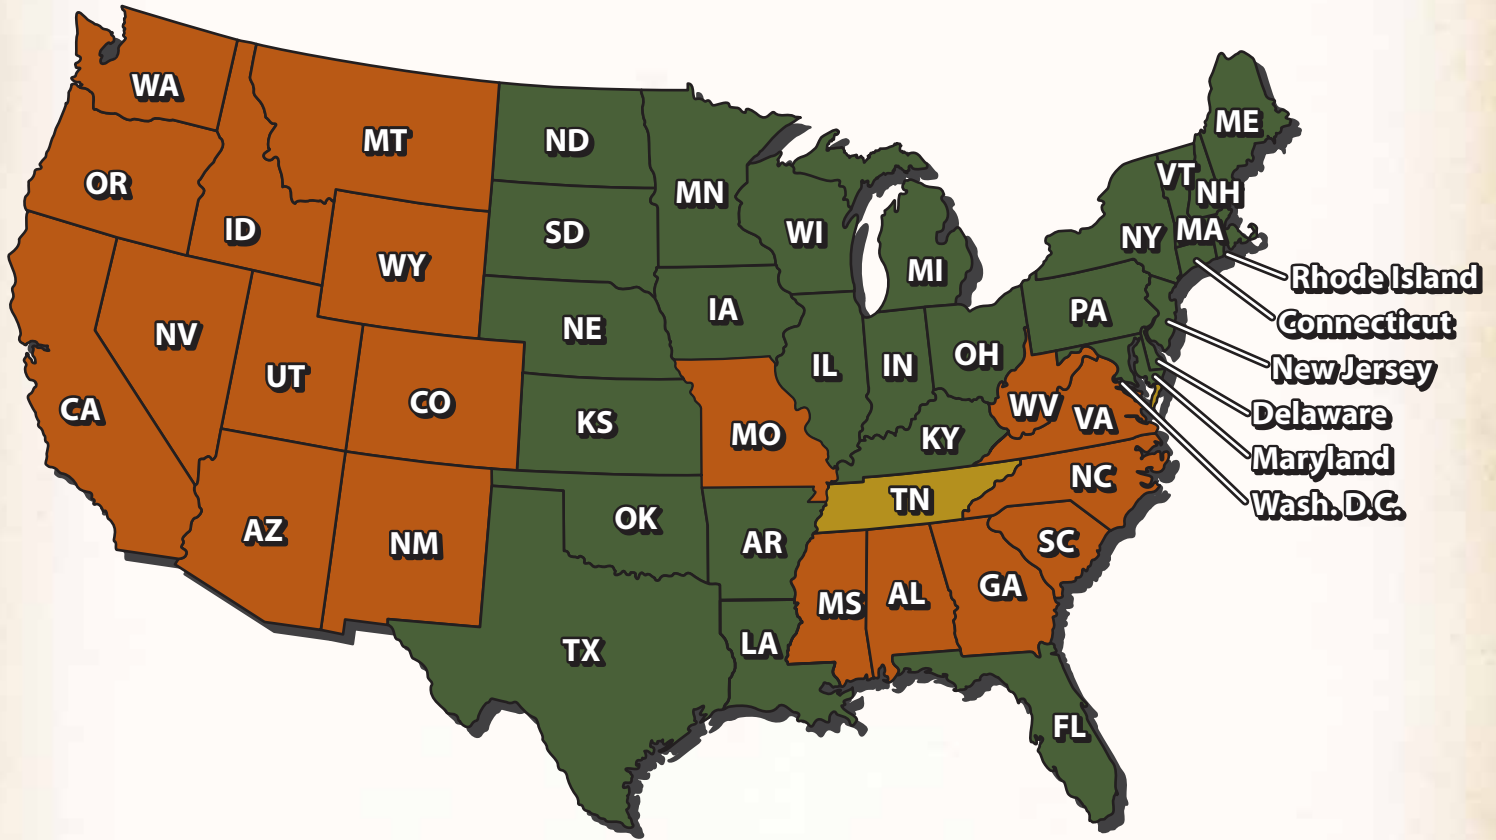 WA
MT
ND
ME
OR
MN
VT
NH
ID
SD
WI
NY
MA
WY
MI
Rhode Island
IA
PA
Connecticut
NV
NE
New Jersey
UT
IL
IN
OH
CO
CA
KS
MO
KY
WV
VA
Delaware
Maryland
AZ
NM
OK
AR
TN
NC
Wash. D.C.
SC
MS
AL
GA
TX
LA
FL